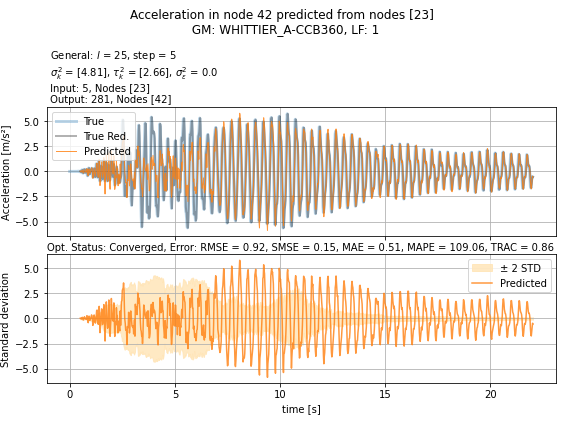 Acceleration in node 42 predicted from nodes [23]
GM: WHITTIER_A-CCB360, LF: 1
General: l = 25, step = 5
σ²ₖ = [4.81], τ²ₖ = [2.66], σ²ₑ = 0.0
Input: 5, Nodes [23]
Output: 281, Nodes [42]
Acceleration [m/s²]
5.0
2.5
0.0
−2.5
−5.0
True
True Red.
Predicted
Opt. Status: Converged, Error: RMSE = 0.92, SMSE = 0.15, MAE = 0.51, MAPE = 109.06, TRAC = 0.86
Standard deviation
5.0
2.5
0.0
−2.5
−5.0
± 2 STD
Predicted
0
5
10
15
20
time [s]